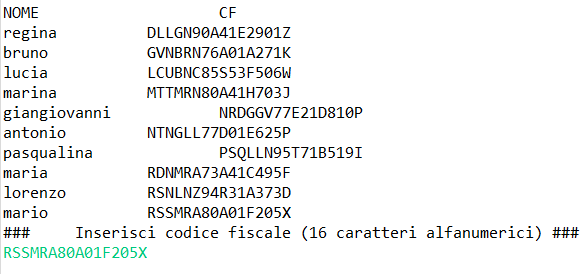 NOME CF
regina DLLGN90A41E2901Z
bruno GVNBRN76A01A271K
lucia LCUBNC85S53F506W
marina MTTMRN80A41H703J
giangiovanni NRDGGV77E21D810P
antonio NTNGLL77D01E625P
pasqualina PSQLLN95T71B519I
maria RDNMRA73A41C495F
lorenzo RSNLNZ94R31A373D
mario RSSMRA80A01F205X
### Inserisci codice fiscale (16 caratteri alfanumerici) ###
RSSMRA80A01F205X